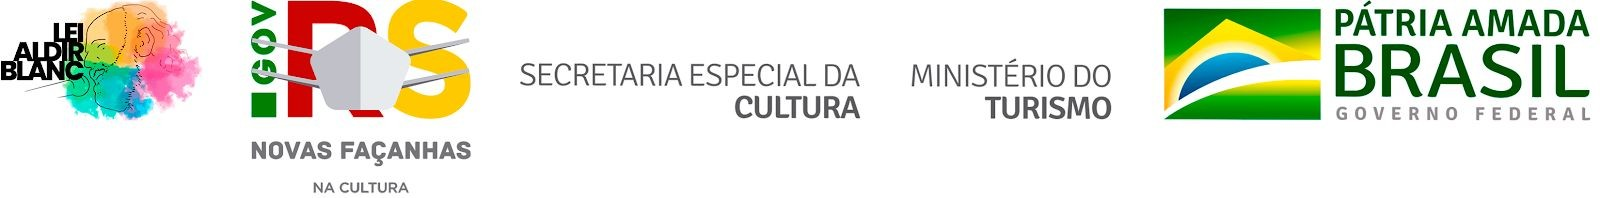 LEI
ALDIR
BLANC
GOV
RS
NOVAS FAÇANHAS
NA CULTURA
SECRETARIA ESPECIAL DA
CULTURA
MINISTÉRIO DO
TURISMO
PÁTRIA AMADA
BRASIL
GOVERNO FEDERAL